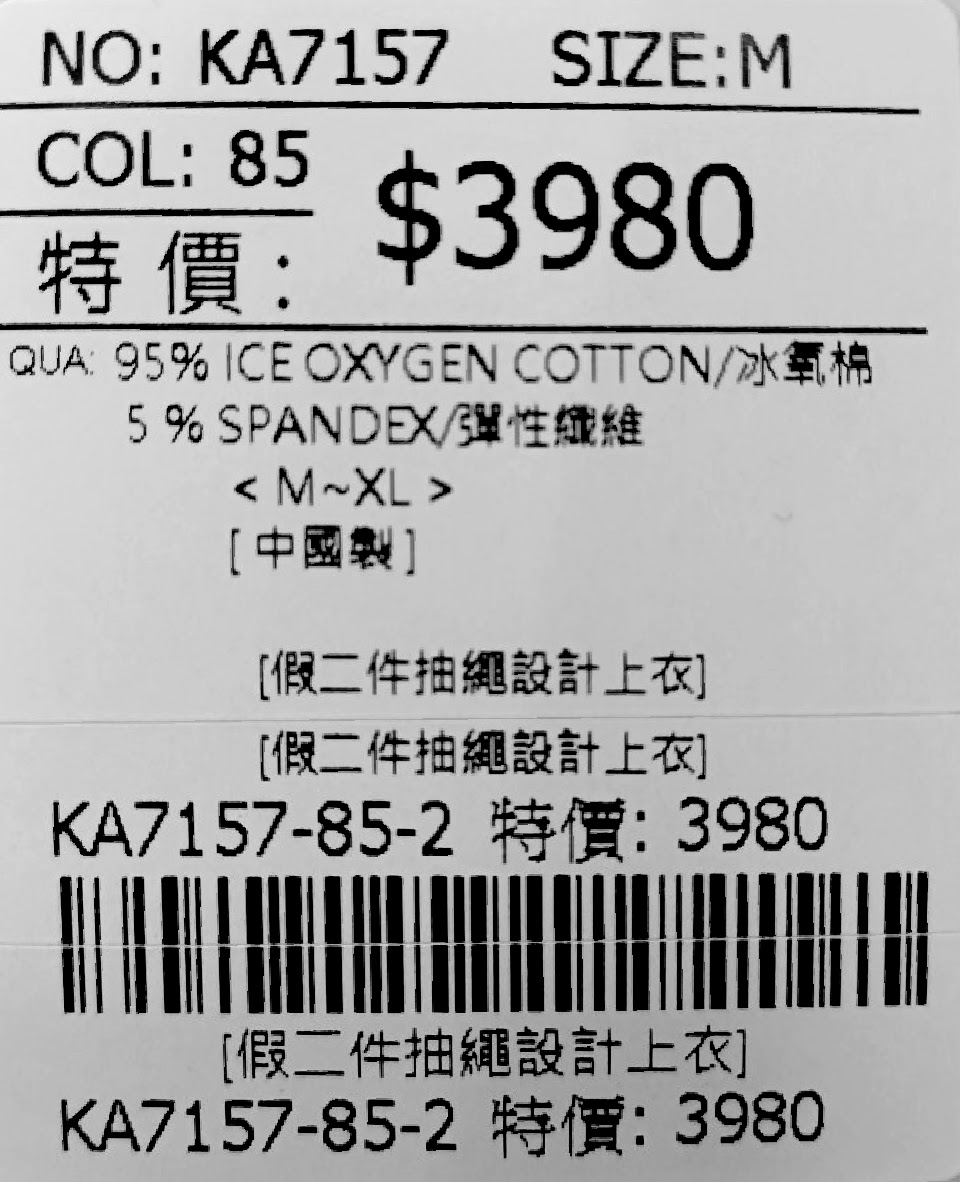 NO: KA7157 SIZE:M
COL: 85
$3980
特價:
QUA: 95% ICE OXYGEN COTTON/冰氧棉
5 % SPANDEX/彈性纖維
< M~XL >
[中國製]
[假二件抽繩設計上衣]
[假二件抽繩設計上衣]
KA7157-85-2 特價: 3980
[假二件抽繩設計上衣]
KA7157-85-2 特價: 3980